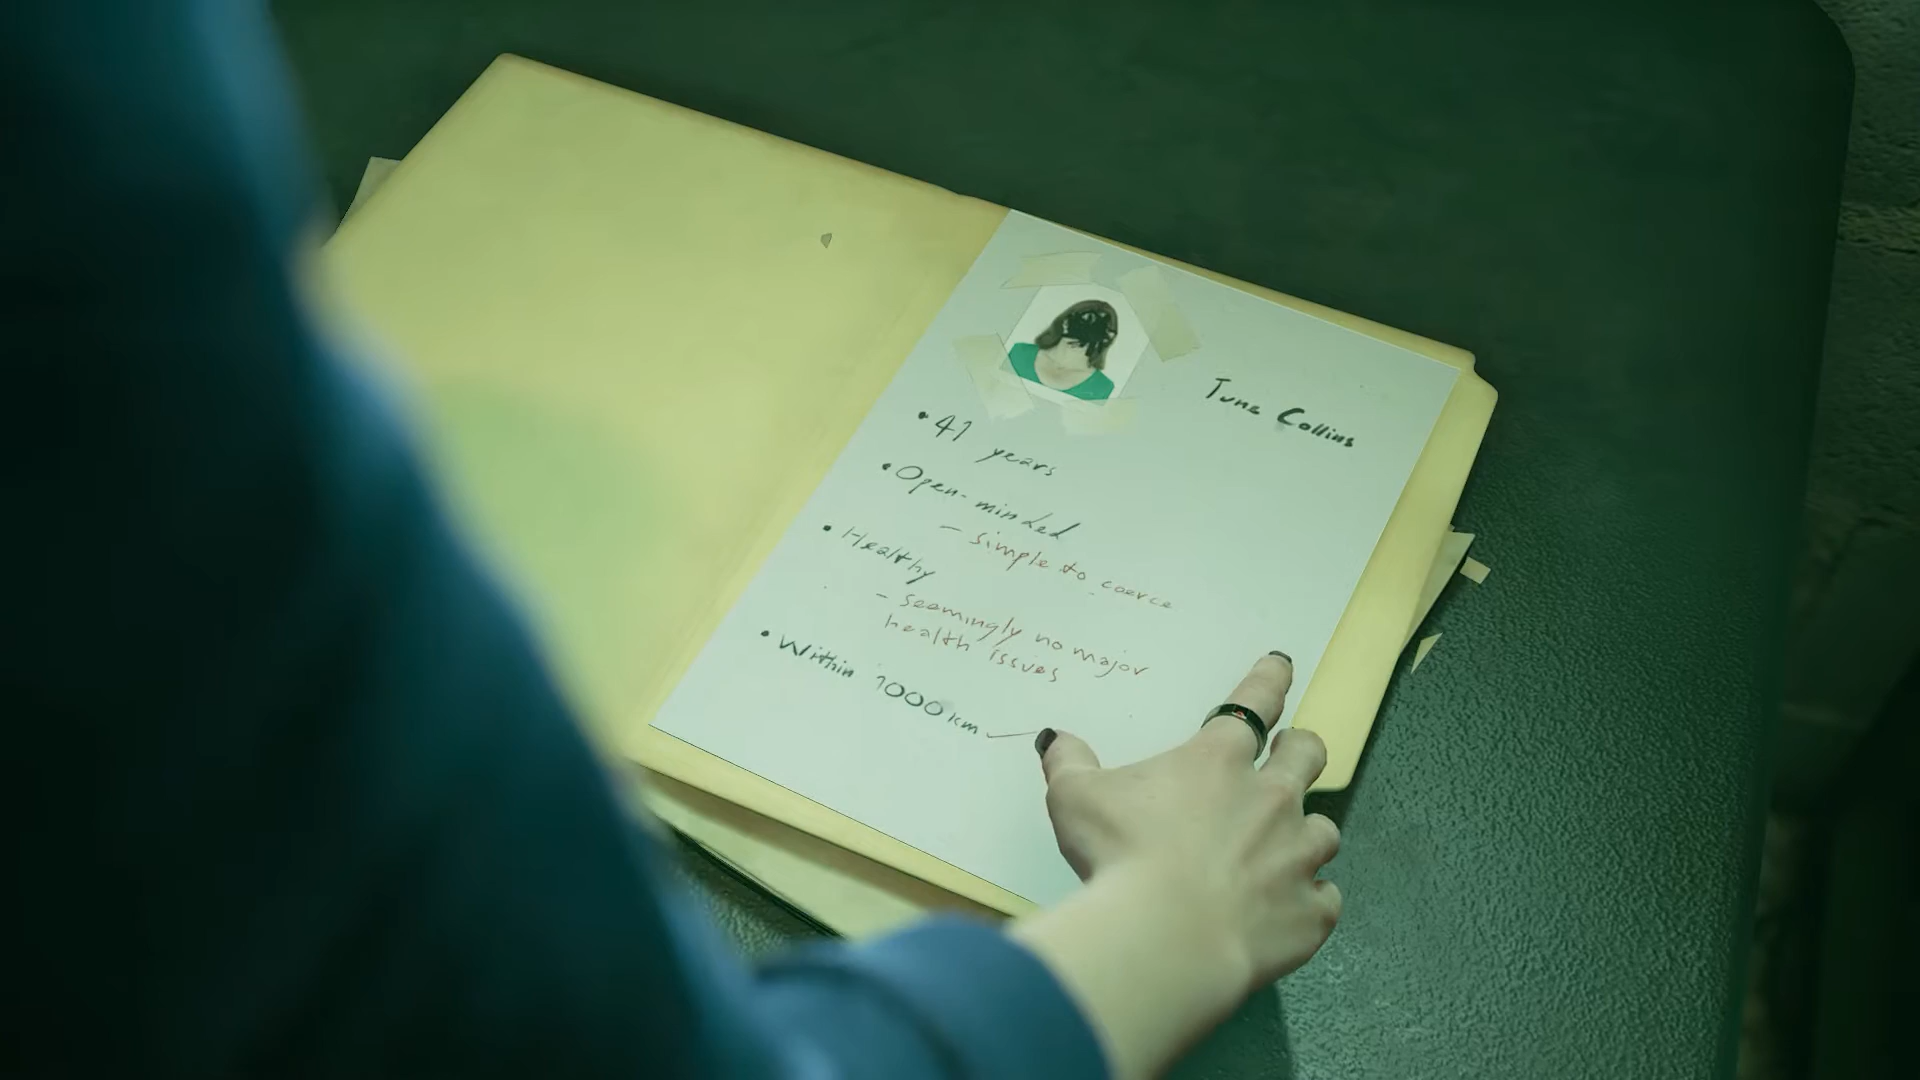 June Collins
• 41 years
• Open-minded
– simple to coerce
• Healthy
– seemingly no major
health issues
• Within 1000 km